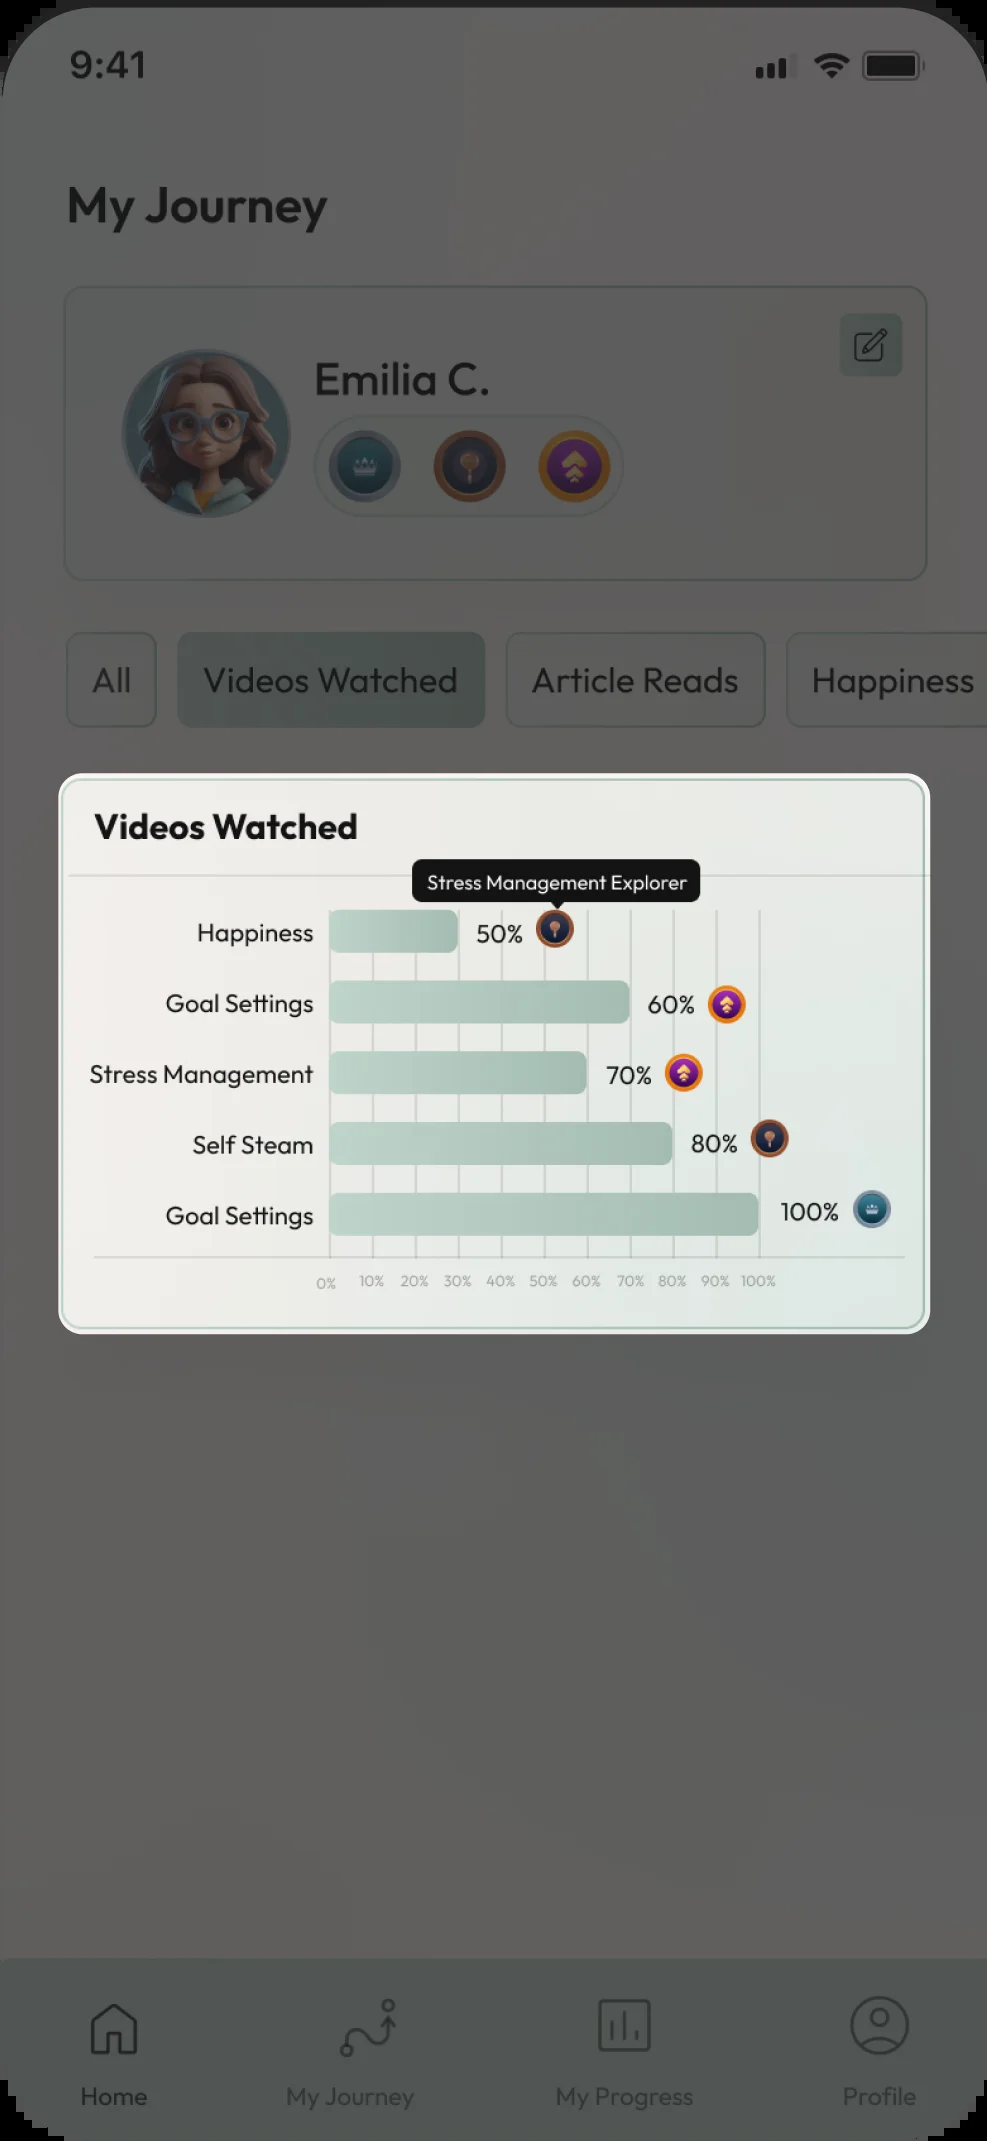 9:41
My Journey
Emilia C.
All
Videos Watched
Article Reads
Happiness
Videos Watched
Stress Management Explorer
Happiness 50%
Goal Settings 60%
Stress Management 70%
Self Steam 80%
Goal Settings 100%
0% 10% 20% 30% 40% 50% 60% 70% 80% 90% 100%
Home
My Journey
My Progress
Profile